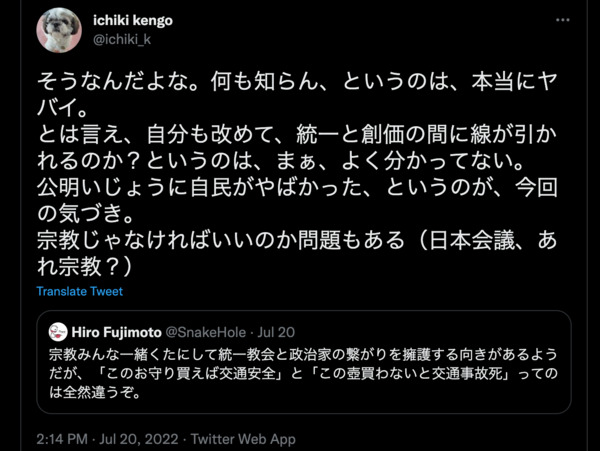 ichiki kengo
@ichiki_k
そうなんだよな。何も知らん、というのは、本当にヤ
バイ。
とは言え、自分も改めて、統一と創価の間に線が引か
れるのか？というのは、まぁ、よく分かってない。
公明いじょうに自民がやばかった、というのが、今回
の気づき。
宗教じゃなければいいのか問題もある（日本会議、あ
れ宗教？）
Translate Tweet
Hiro Fujimoto @SnakeHole · Jul 20
宗教みんな一緒くたにして統一教会と政治家の繋がりを擁護する向きがあるよう
だが、「このお守り買えば交通安全」と「この壺買わないと交通事故死」っての
は全然違うぞ。
2:14 PM · Jul 20, 2022 · Twitter Web App